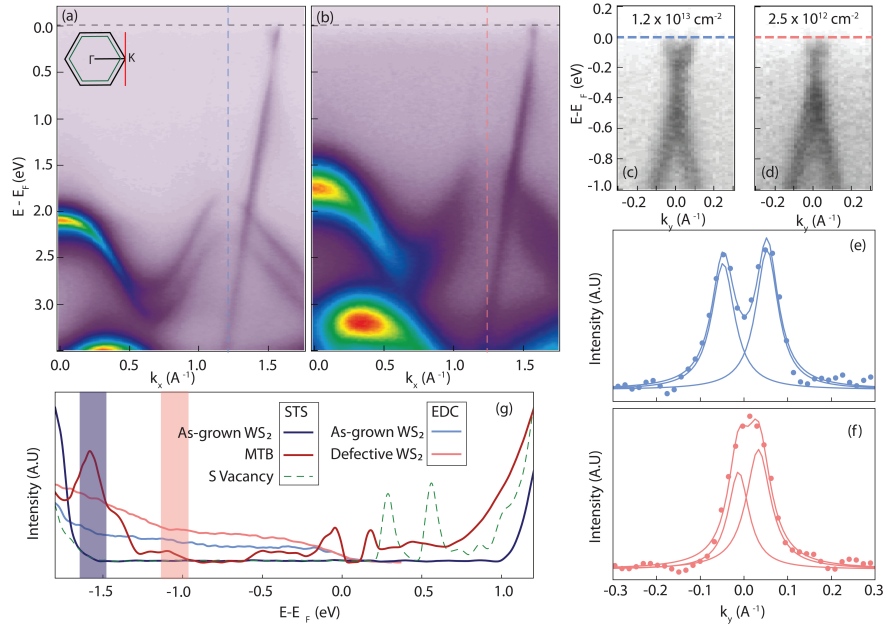 (a)
(b)
1.2 x 10¹³ cm⁻²
2.5 x 10¹² cm⁻²
0.0
0.5
1.0
2.0
2.5
3.0
E - E_F (eV)
Γ
K
0.0
0.5
1.0
1.5
k_x (A⁻¹)
0.0
0.5
1.0
1.5
k_x (A⁻¹)
0.2
0.0
-0.2
-0.4
-0.6
-0.8
-1.0
E-E_F (eV)
(c)
(d)
-0.2
0.0
0.2
k_y (A⁻¹)
-0.2
0.0
0.2
k_y (A⁻¹)
(e)
Intensity (A.U)
(f)
Intensity (A.U)
-0.3
-0.2
-0.1
0.0
0.1
0.2
0.3
k_y (A⁻¹)
(g)
STS
EDC
As-grown WS₂
As-grown WS₂
MTB
Defective WS₂
S Vacancy
Intensity (A.U)
-1.5
-1.0
-0.5
0.0
0.5
1.0
E-E_F (eV)